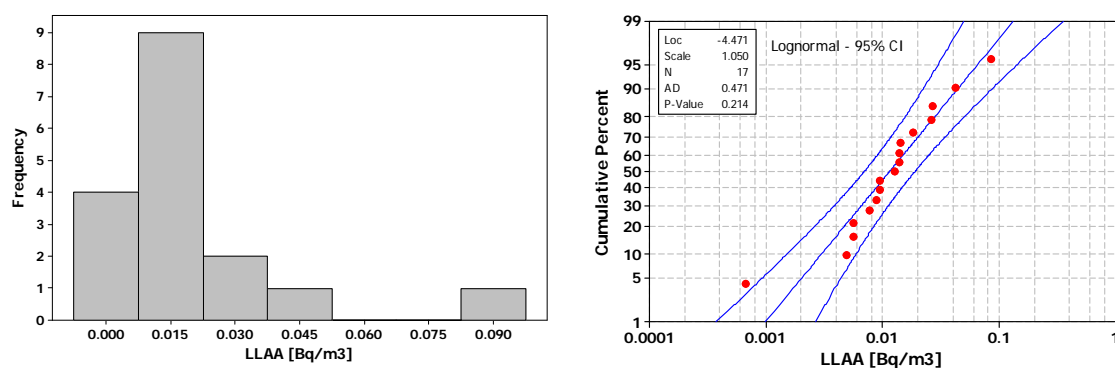 9
8
7
6
5
4
3
2
1
0
Frequency
0.000 0.015 0.030 0.045 0.060 0.075 0.090
LLAA [Bq/m3]
Loc -4.471
Scale 1.050
N 17
AD 0.471
P-Value 0.214
Lognormal - 95% CI
99
95
90
80
70
60
50
40
30
20
10
5
1
Cumulative Percent
0.0001 0.001 0.01 0.1 1
LLAA [Bq/m3]